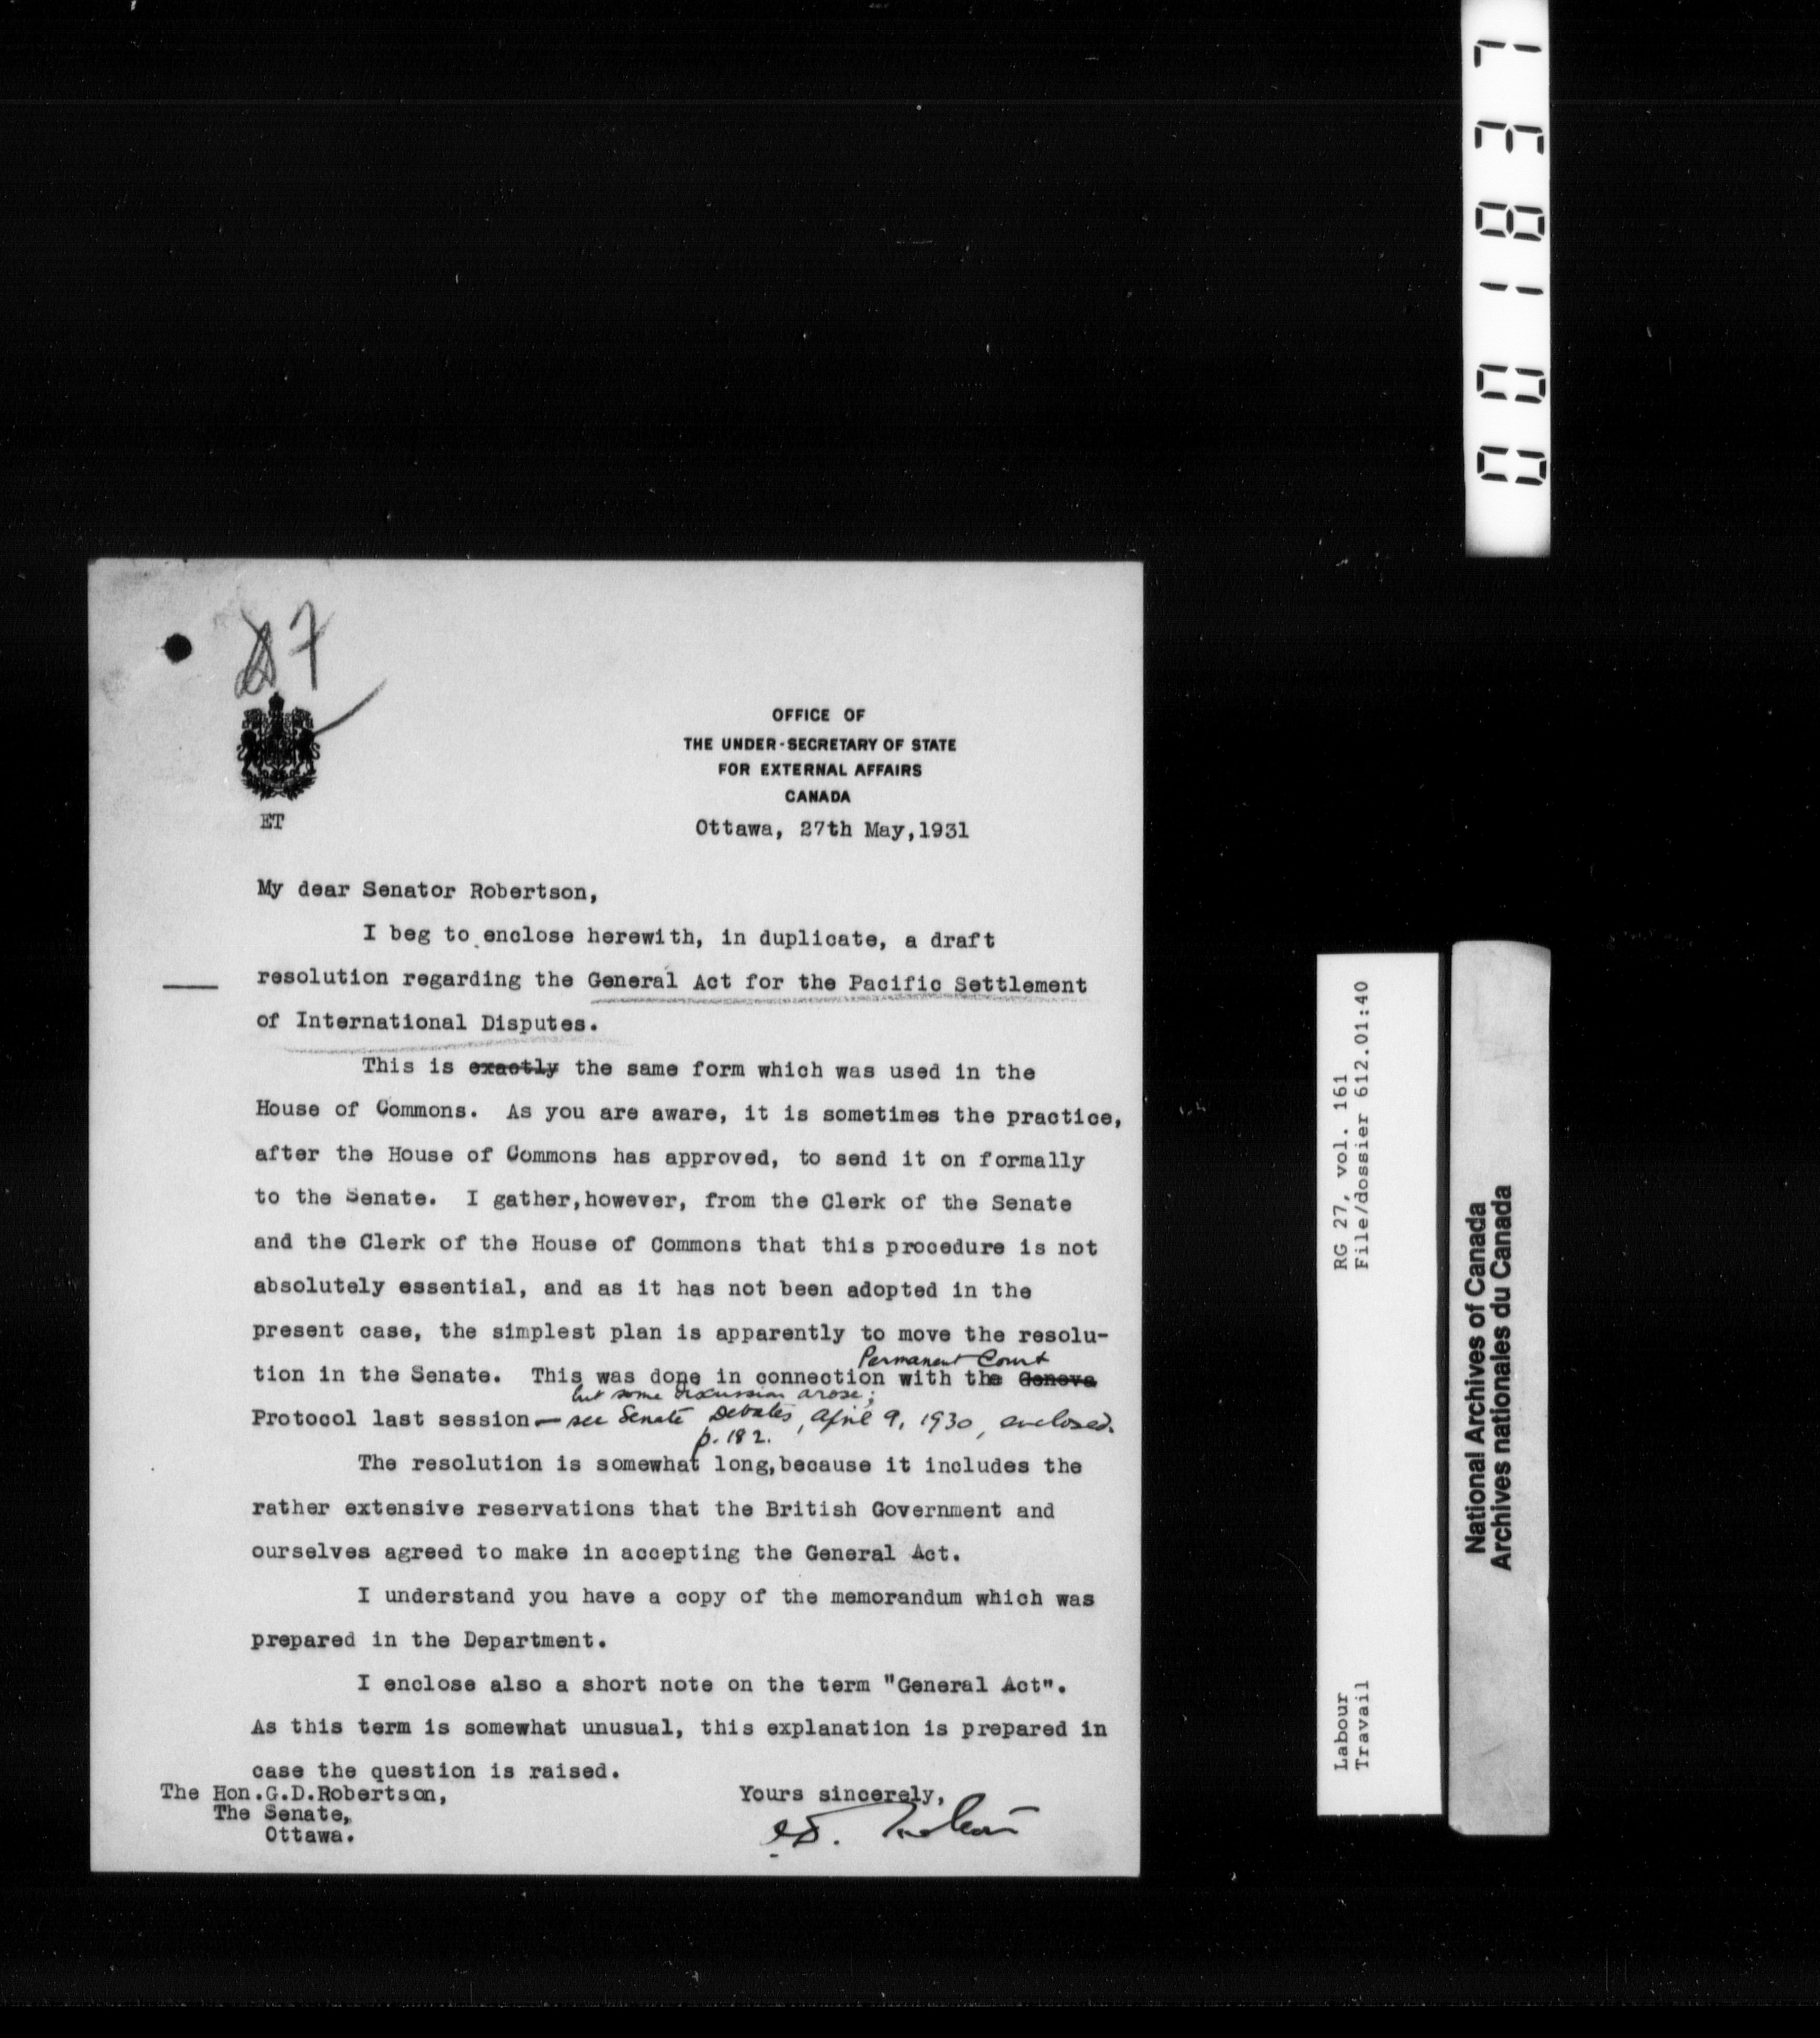 001837
87
OFFICE OF
THE UNDER-SECRETARY OF STATE
FOR EXTERNAL AFFAIRS
CANADA
ET
Ottawa, 27th May,1931
My dear Senator Robertson,
I beg to enclose herewith, in duplicate, a draft
resolution regarding the General Act for the Pacific Settlement
of International Disputes.
This is exactly the same form which was used in the
House of Commons. As you are aware, it is sometimes the practice,
after the House of Commons has approved, to send it on formally
to the Senate. I gather,however, from the Clerk of the Senate
and the Clerk of the House of Commons that this procedure is not
absolutely essential, and as it has not been adopted in the
present case, the simplest plan is apparently to move the resolu-
Permanent Court
tion in the Senate. This was done in connection with the Geneva
but some discussion arose;
Protocol last session — see Senate Debates, April 9, 1930, enclosed.
p. 182.
The resolution is somewhat long,because it includes the
rather extensive reservations that the British Government and
ourselves agreed to make in accepting the General Act.
I understand you have a copy of the memorandum which was
prepared in the Department.
I enclose also a short note on the term "General Act".
As this term is somewhat unusual, this explanation is prepared in
case the question is raised.
The Hon.G.D.Robertson,
The Senate,
Ottawa.
Yours sincerely,
RG 27, vol. 161
File/dossier 612.01:40
Labour
Travail
National Archives of Canada
Archives nationales du Canada